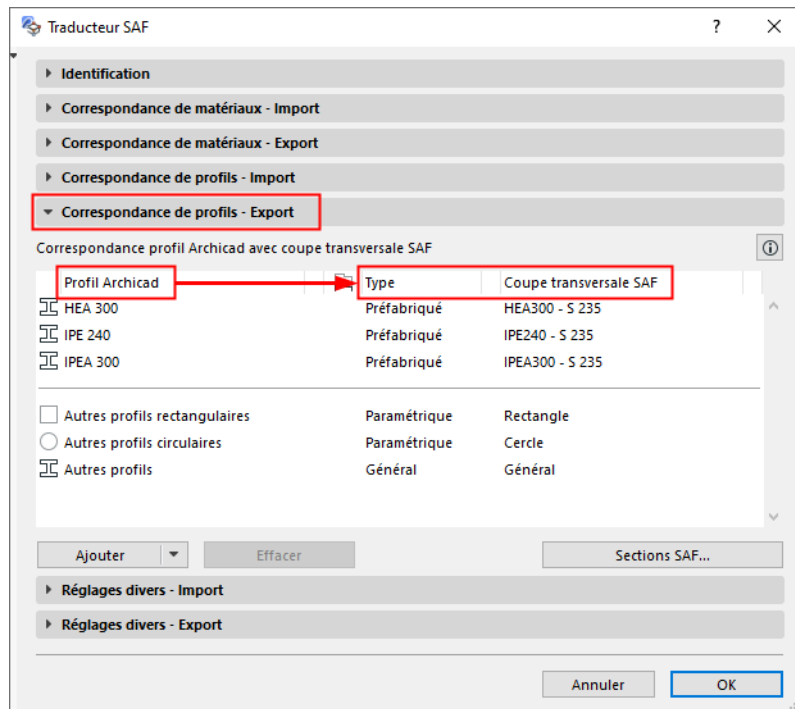 Traducteur SAF
Identification
Correspondance de matériaux - Import
Correspondance de matériaux - Export
Correspondance de profils - Import
Correspondance de profils - Export
Correspondance profil Archicad avec coupe transversale SAF
Profil Archicad Type Coupe transversale SAF
HEA 300 Préfabriqué HEA300 - S 235
IPE 240 Préfabriqué IPE240 - S 235
IPEA 300 Préfabriqué IPEA300 - S 235
Autres profils rectangulaires Paramétrique Rectangle
Autres profils circulaires Paramétrique Cercle
Autres profils Général Général
Ajouter Effacer Sections SAF...
Réglages divers - Import
Réglages divers - Export
Annuler OK